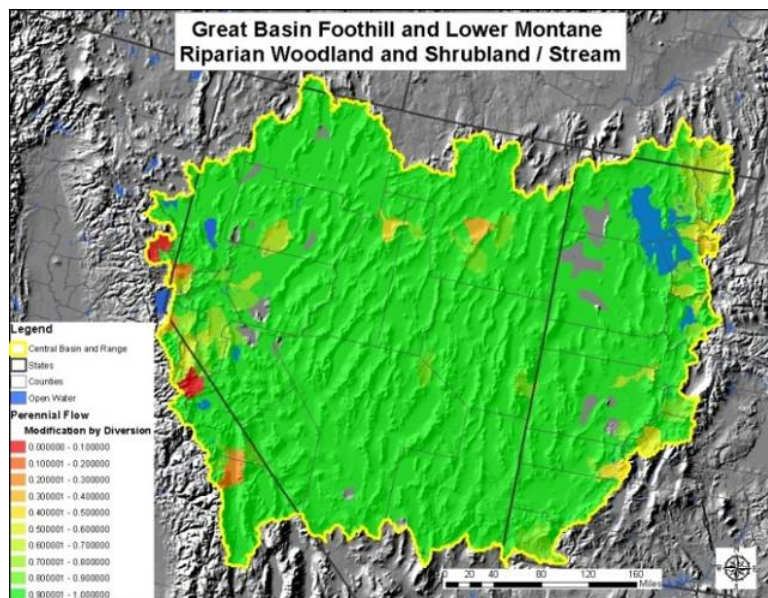 Great Basin Foothill and Lower Montane
Riparian Woodland and Shrubland / Stream
Legend
Central Basin and Range
States
Counties
Open Water
Perennial Flow
Modification by Diversion
0.000000 - 0.100000
0.100001 - 0.200000
0.200001 - 0.300000
0.300001 - 0.400000
0.400001 - 0.500000
0.500001 - 0.600000
0.600001 - 0.700000
0.700001 - 0.800000
0.800001 - 0.900000
0.900001 - 1.000000
0 20 40 80 120 160
Miles